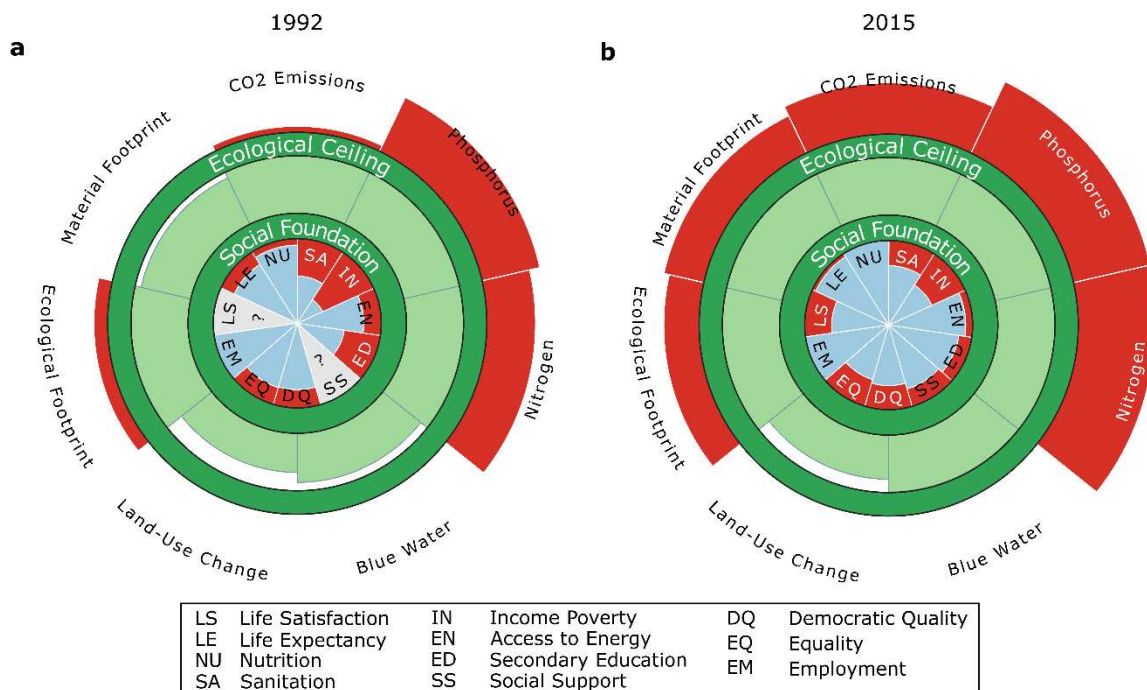 1992
2015
a
b
CO2 Emissions
Phosphorus
Nitrogen
Blue Water
Land-Use Change
Ecological Footprint
Material Footprint
Ecological Ceiling
Social Foundation
SA
IN
EN
ED
SS
?
DQ
EQ
EM
LS
?
LE
NU
CO2 Emissions
Phosphorus
Nitrogen
Blue Water
Land-Use Change
Ecological Footprint
Material Footprint
Ecological Ceiling
Social Foundation
SA
IN
EN
ED
SS
DQ
EQ
EM
LS
LE
NU
LS Life Satisfaction
LE Life Expectancy
NU Nutrition
SA Sanitation
IN Income Poverty
EN Access to Energy
ED Secondary Education
SS Social Support
DQ Democratic Quality
EQ Equality
EM Employment